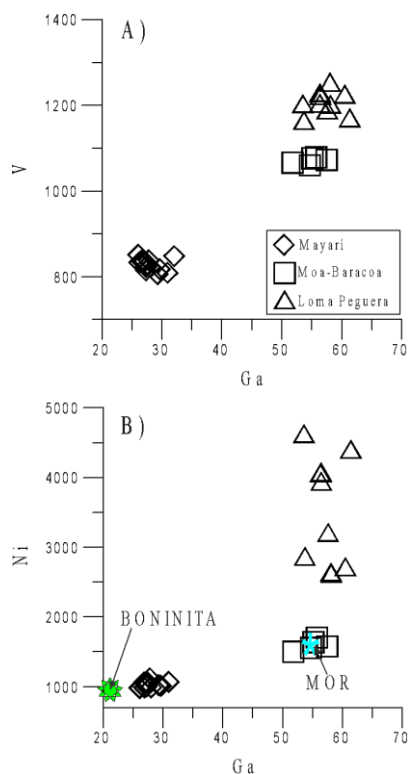 A)
1400
1200
1000
800
V
Mayarí
Moa-Baracoa
Loma Peguera
20 30 40 50 60 70
Ga
B)
5000
4000
3000
2000
1000
Ni
BONINITA
MOR
20 30 40 50 60 70
Ga